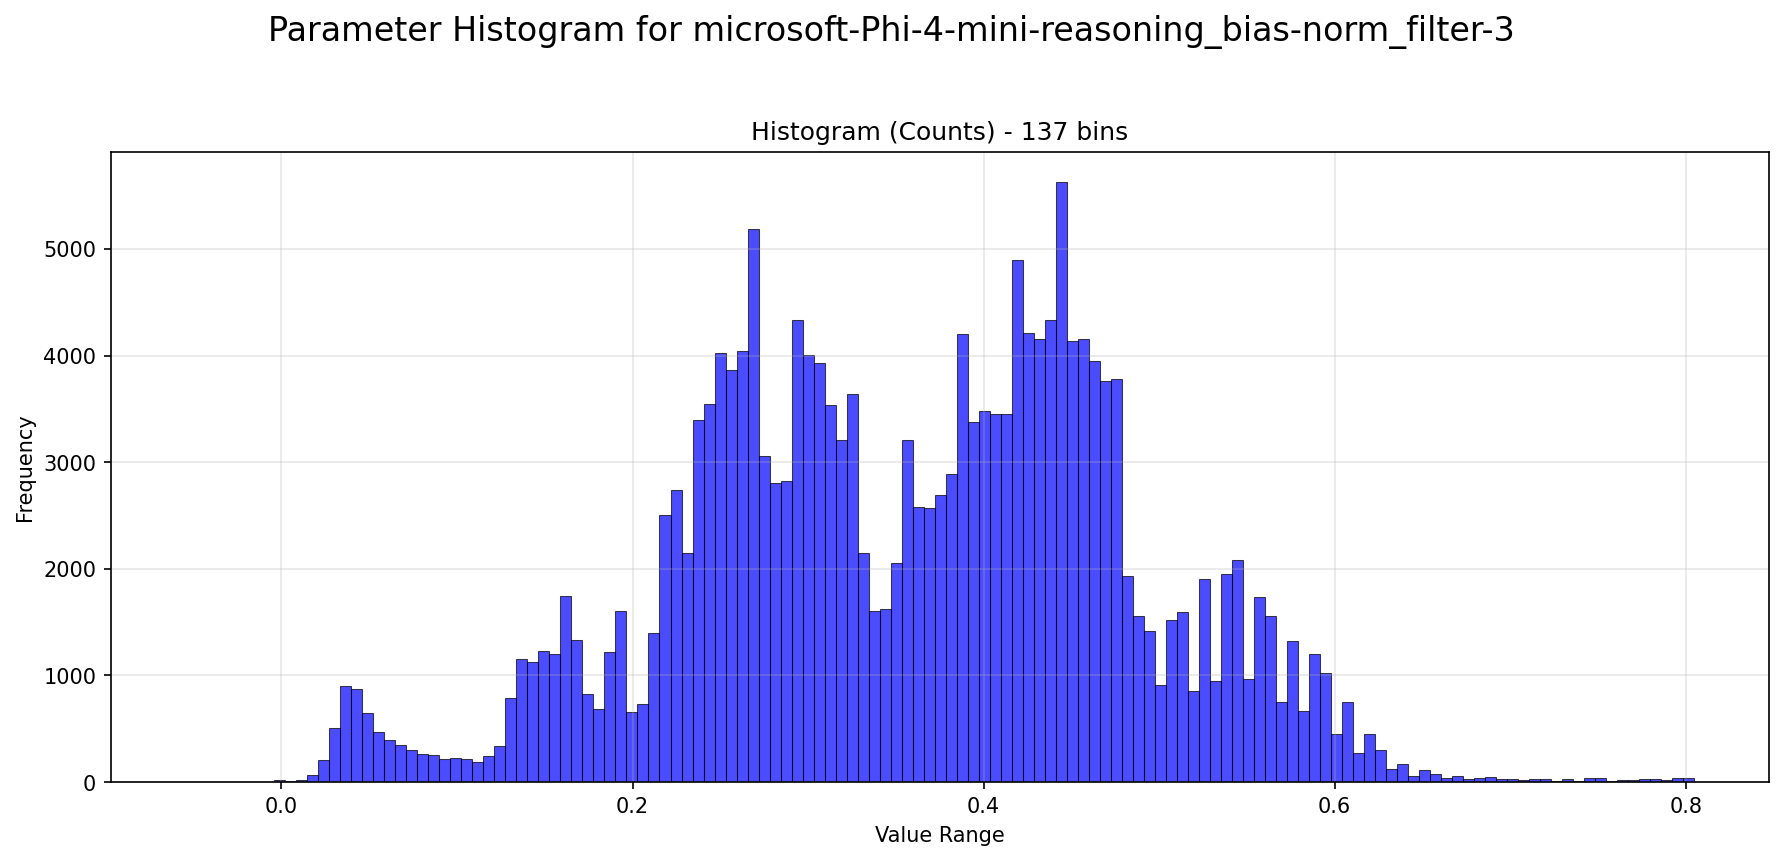 Parameter Histogram for microsoft-Phi-4-mini-reasoning_bias-norm_filter-3
Histogram (Counts) - 137 bins
Frequency
5000
4000
3000
2000
1000
0
0.0 0.2 0.4 0.6 0.8
Value Range